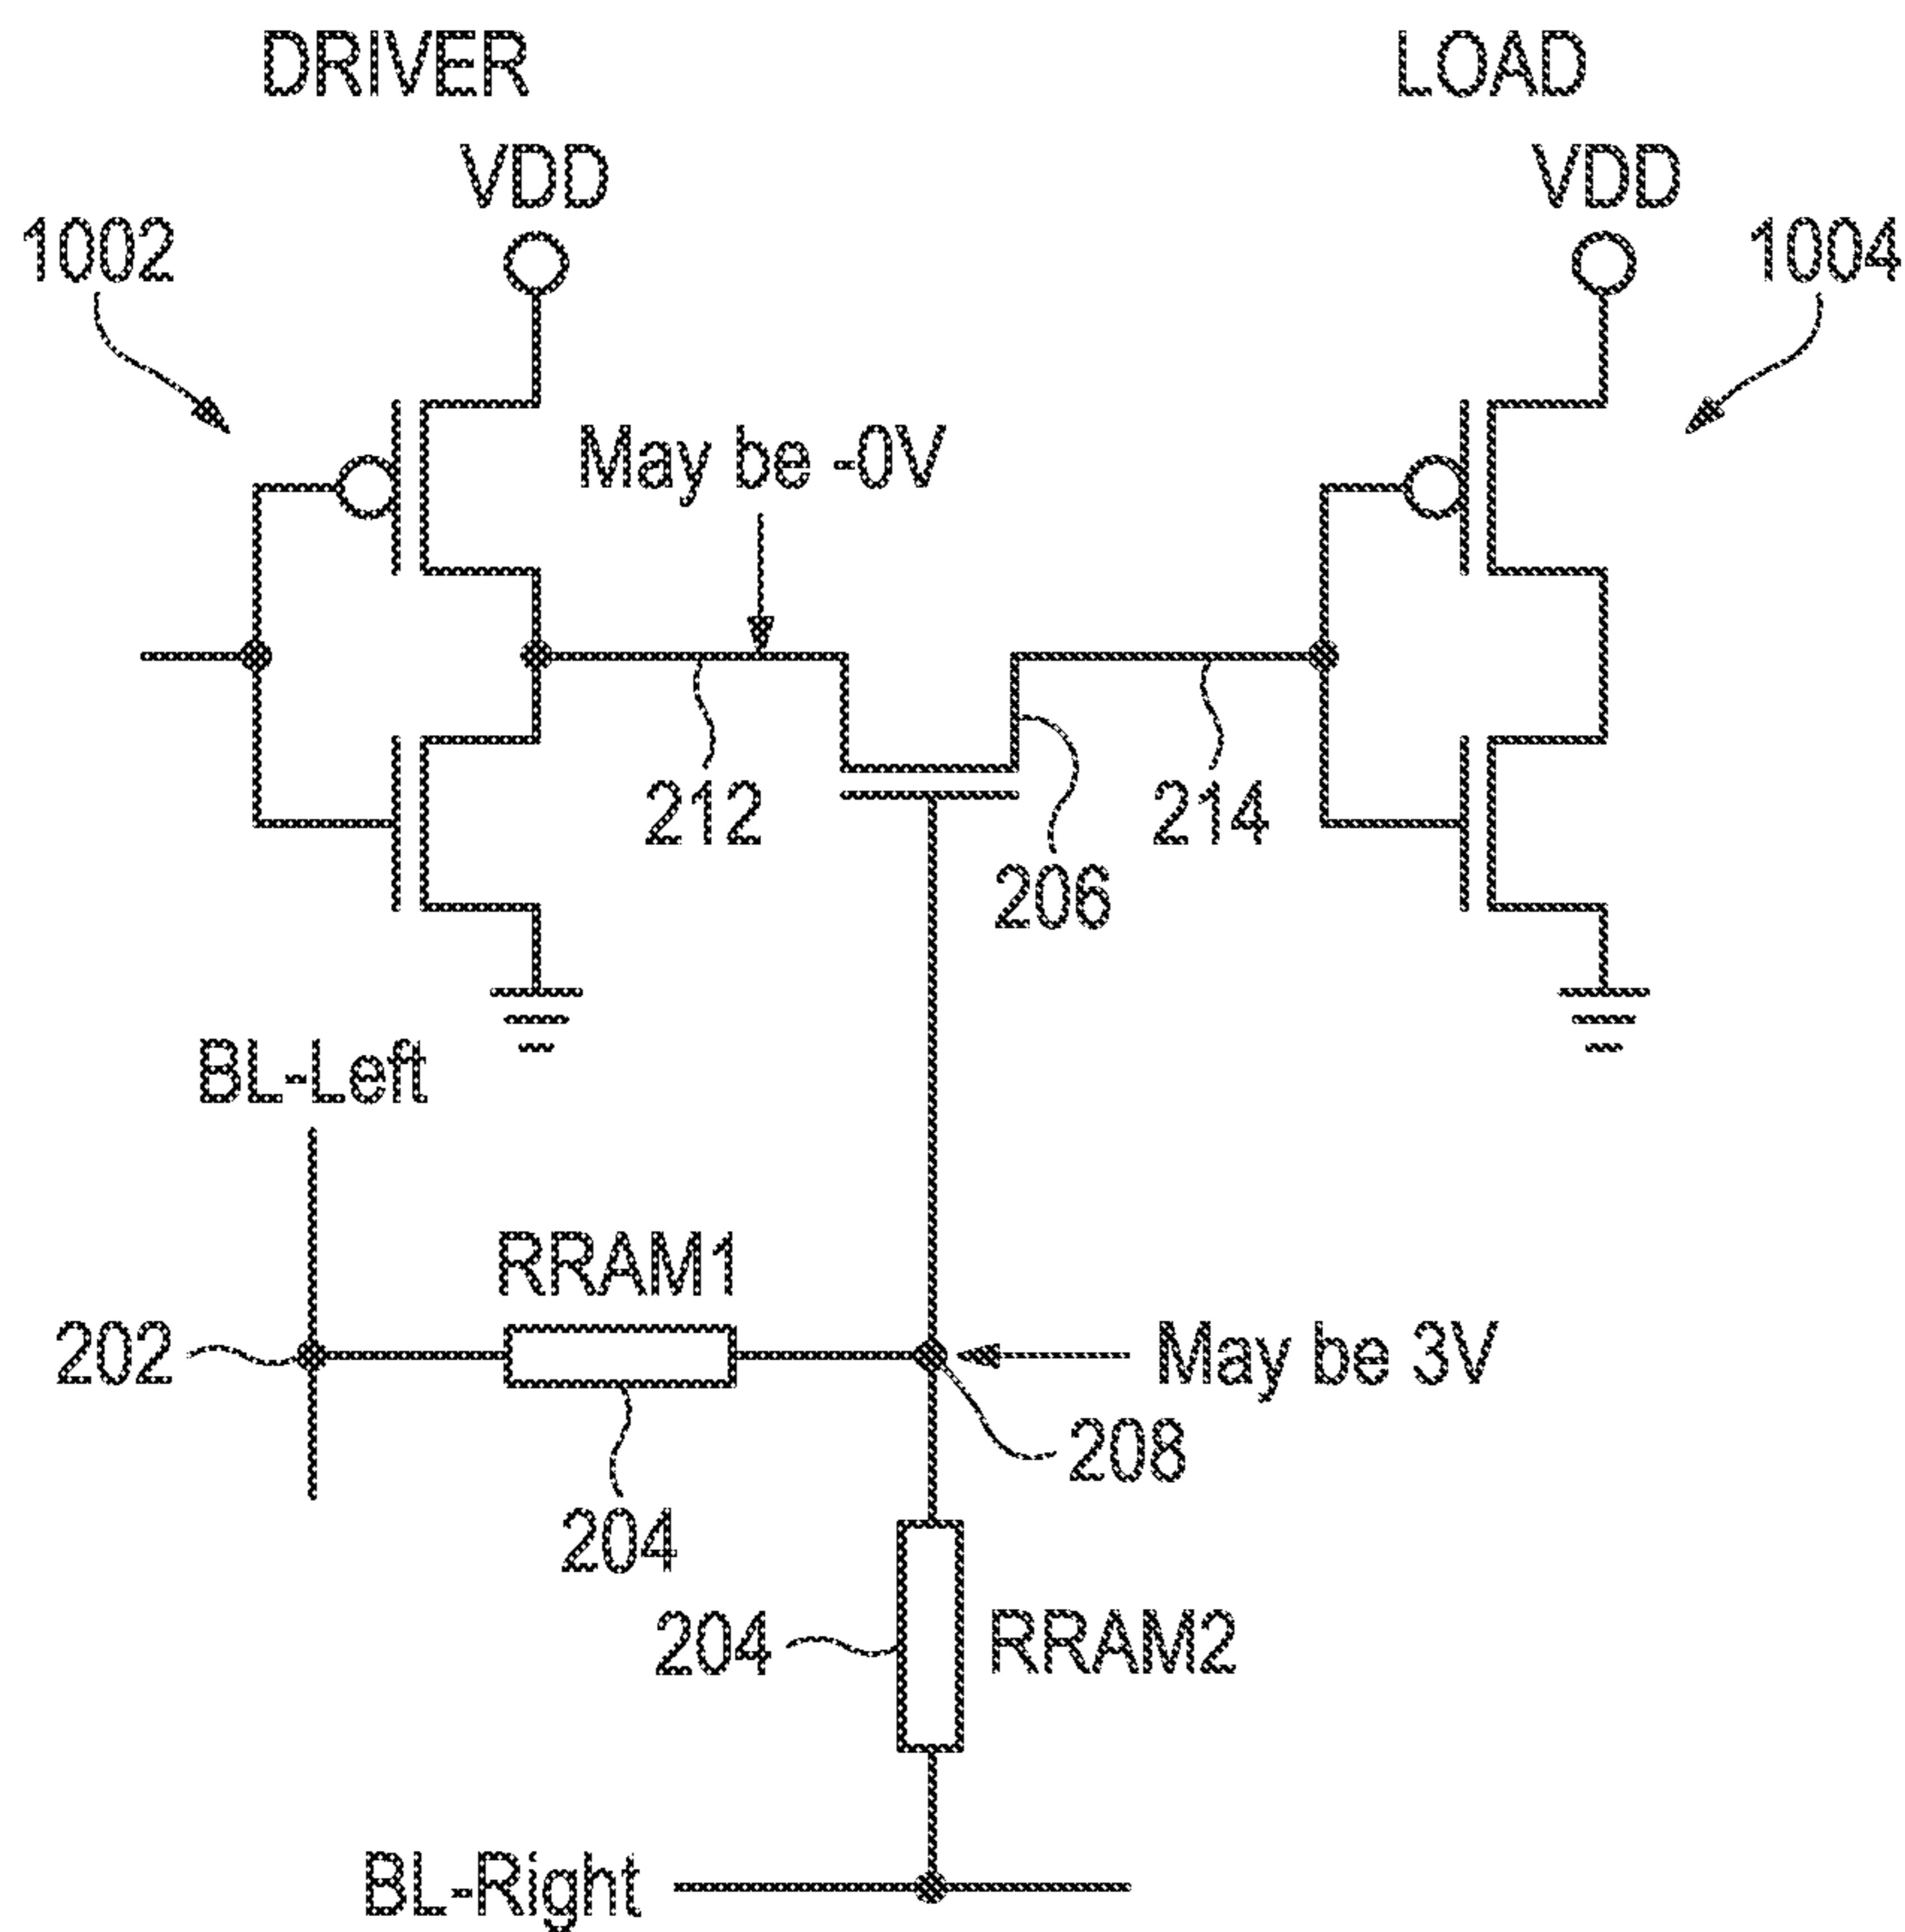 DRIVER
LOAD
VDD
VDD
1002
1004
May be -0V
212
214
206
BL-Left
RRAM1
202
May be 3V
208
204
204
RRAM2
BL-Right